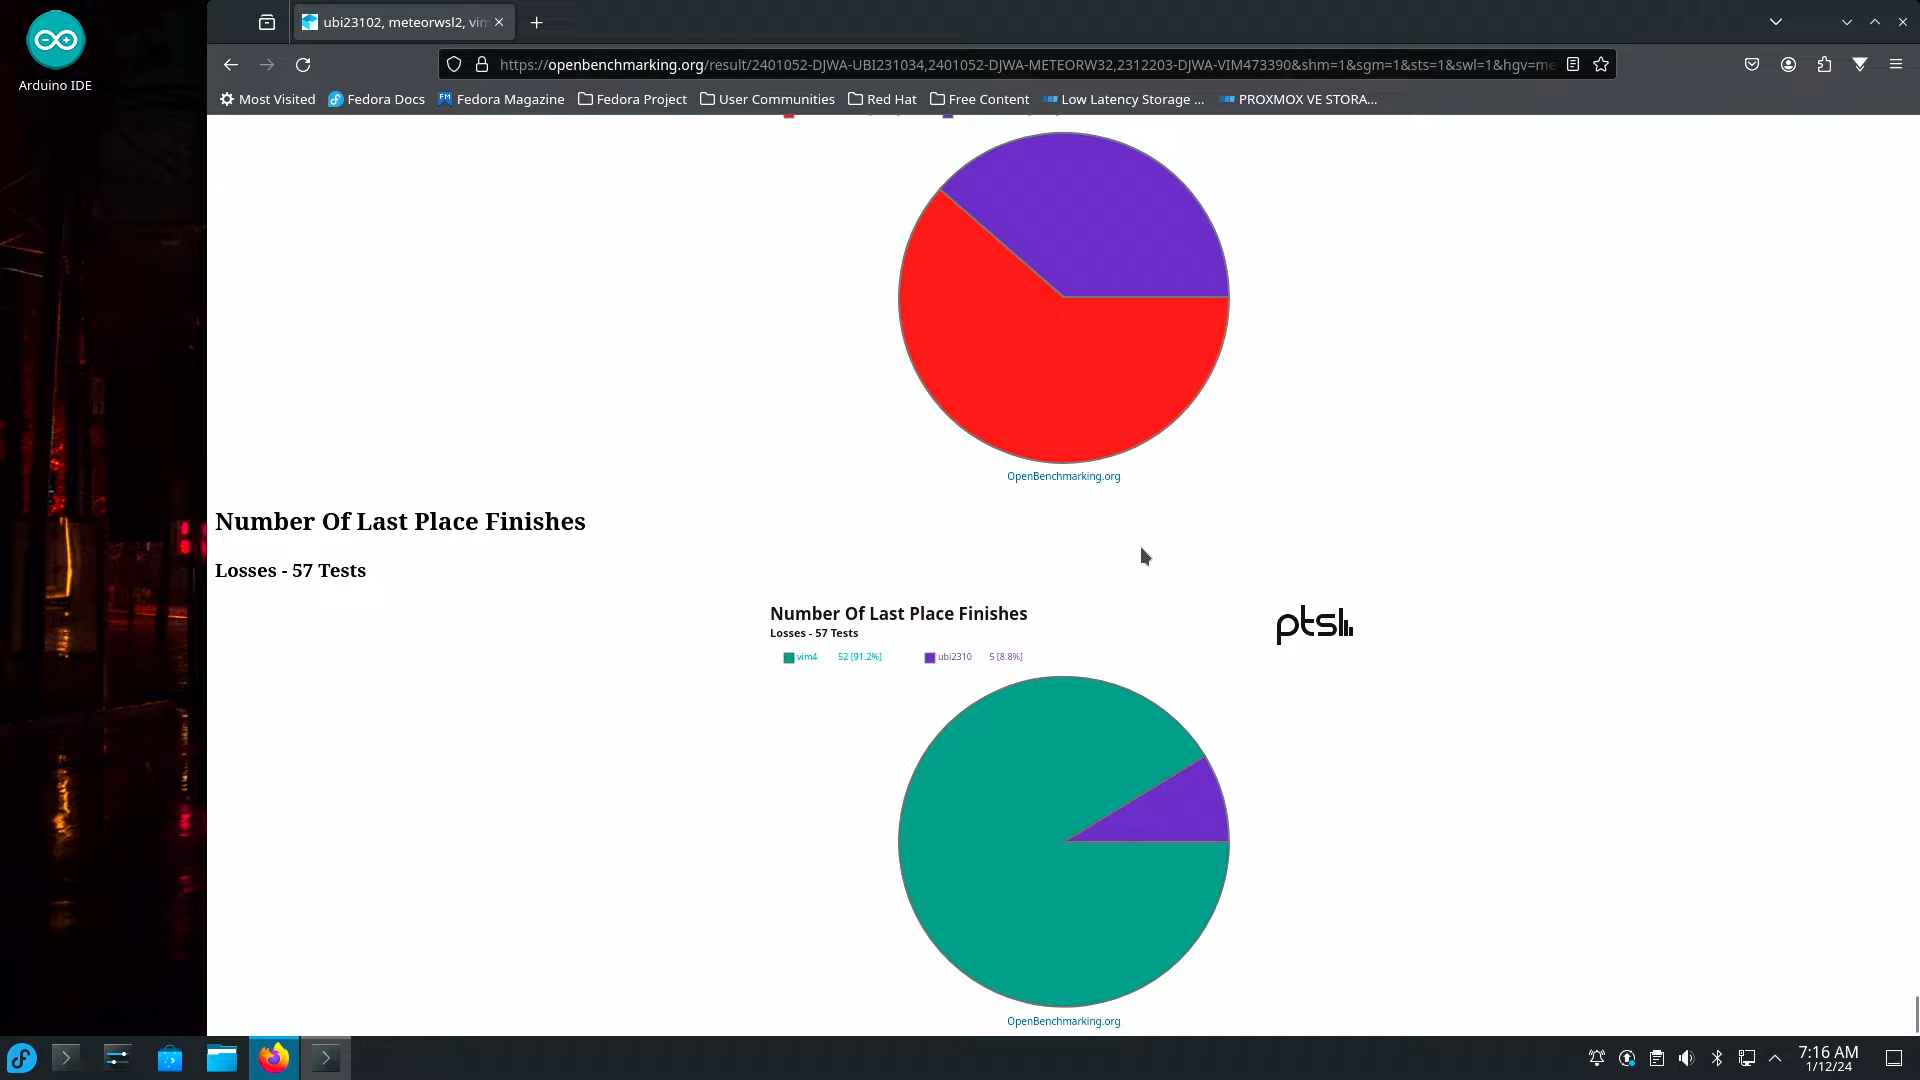 Arduino IDE
ubi23102, meteorwsl2, vim
https://openbenchmarking.org/result/2401052-DJWA-UBI231034,2401052-DJWA-METEORW32,2312203-DJWA-VIM473390&shm=1&sgm=1&sts=1&swl=1&hgv=me
Most Visited
Fedora Docs
Fedora Magazine
Fedora Project
User Communities
Red Hat
Free Content
Low Latency Storage ...
PROXMOX VE STORA...
OpenBenchmarking.org
Number Of Last Place Finishes
Losses - 57 Tests
Number Of Last Place Finishes
Losses - 57 Tests
ptsl
vim4 52 [91.2%] ubi2310 5 [8.8%]
OpenBenchmarking.org
7:16 AM
1/12/24